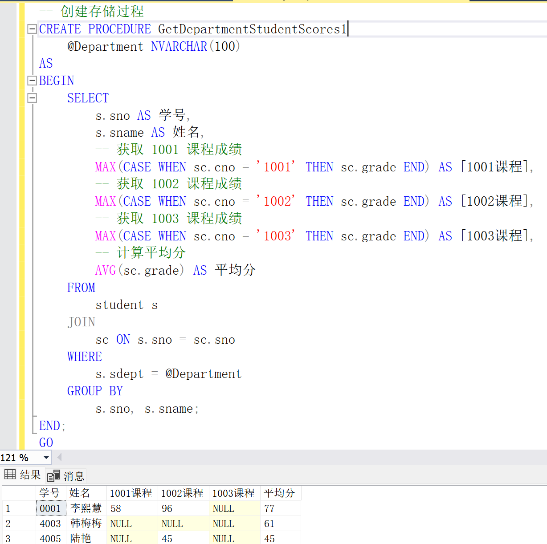 -- 创建存储过程
CREATE PROCEDURE GetDepartmentStudentScores1
@Department NVARCHAR(100)
AS
BEGIN
SELECT
s.sno AS 学号,
s.sname AS 姓名,
-- 获取 1001 课程成绩
MAX(CASE WHEN sc.cno = '1001' THEN sc.grade END) AS [1001课程],
-- 获取 1002 课程成绩
MAX(CASE WHEN sc.cno = '1002' THEN sc.grade END) AS [1002课程],
-- 获取 1003 课程成绩
MAX(CASE WHEN sc.cno = '1003' THEN sc.grade END) AS [1003课程],
-- 计算平均分
AVG(sc.grade) AS 平均分
FROM
student s
JOIN
sc ON s.sno = sc.sno
WHERE
s.sdept = @Department
GROUP BY
s.sno, s.sname;
END;
GO
121 %
结果 消息
学号 姓名 1001课程 1002课程 1003课程 平均分
1 0001 李熙慧 58 96 NULL 77
2 4003 韩梅梅 NULL NULL NULL 61
3 4005 陆艳 NULL 45 NULL 45